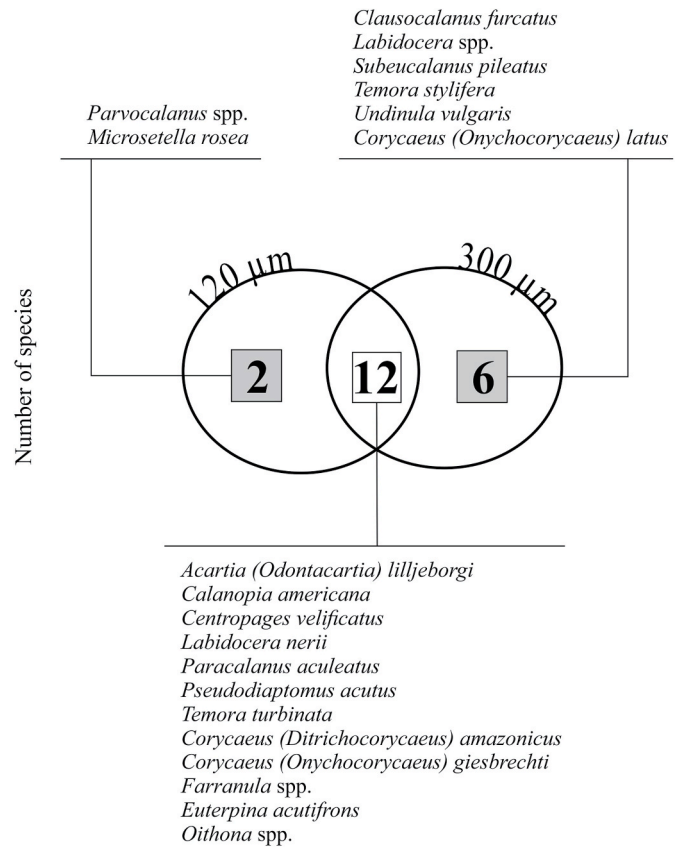 Clausocalanus furcatus
Labidocera spp.
Subeucalanus pileatus
Temora stylifera
Undinula vulgaris
Corycaeus (Onychocorycaeus) latus
Parvocalanus spp.
Microsetella rosea
Number of species
120 μm
300 μm
2
12
6
Acartia (Odontacartia) lilljeborgi
Calanopia americana
Centropages velificatus
Labidocera nerii
Paracalanus aculeatus
Pseudodiaptomus acutus
Temora turbinata
Corycaeus (Ditrichocorycaeus) amazonicus
Corycaeus (Onychocorycaeus) giesbrechti
Farranula spp.
Euterpina acutifrons
Oithona spp.